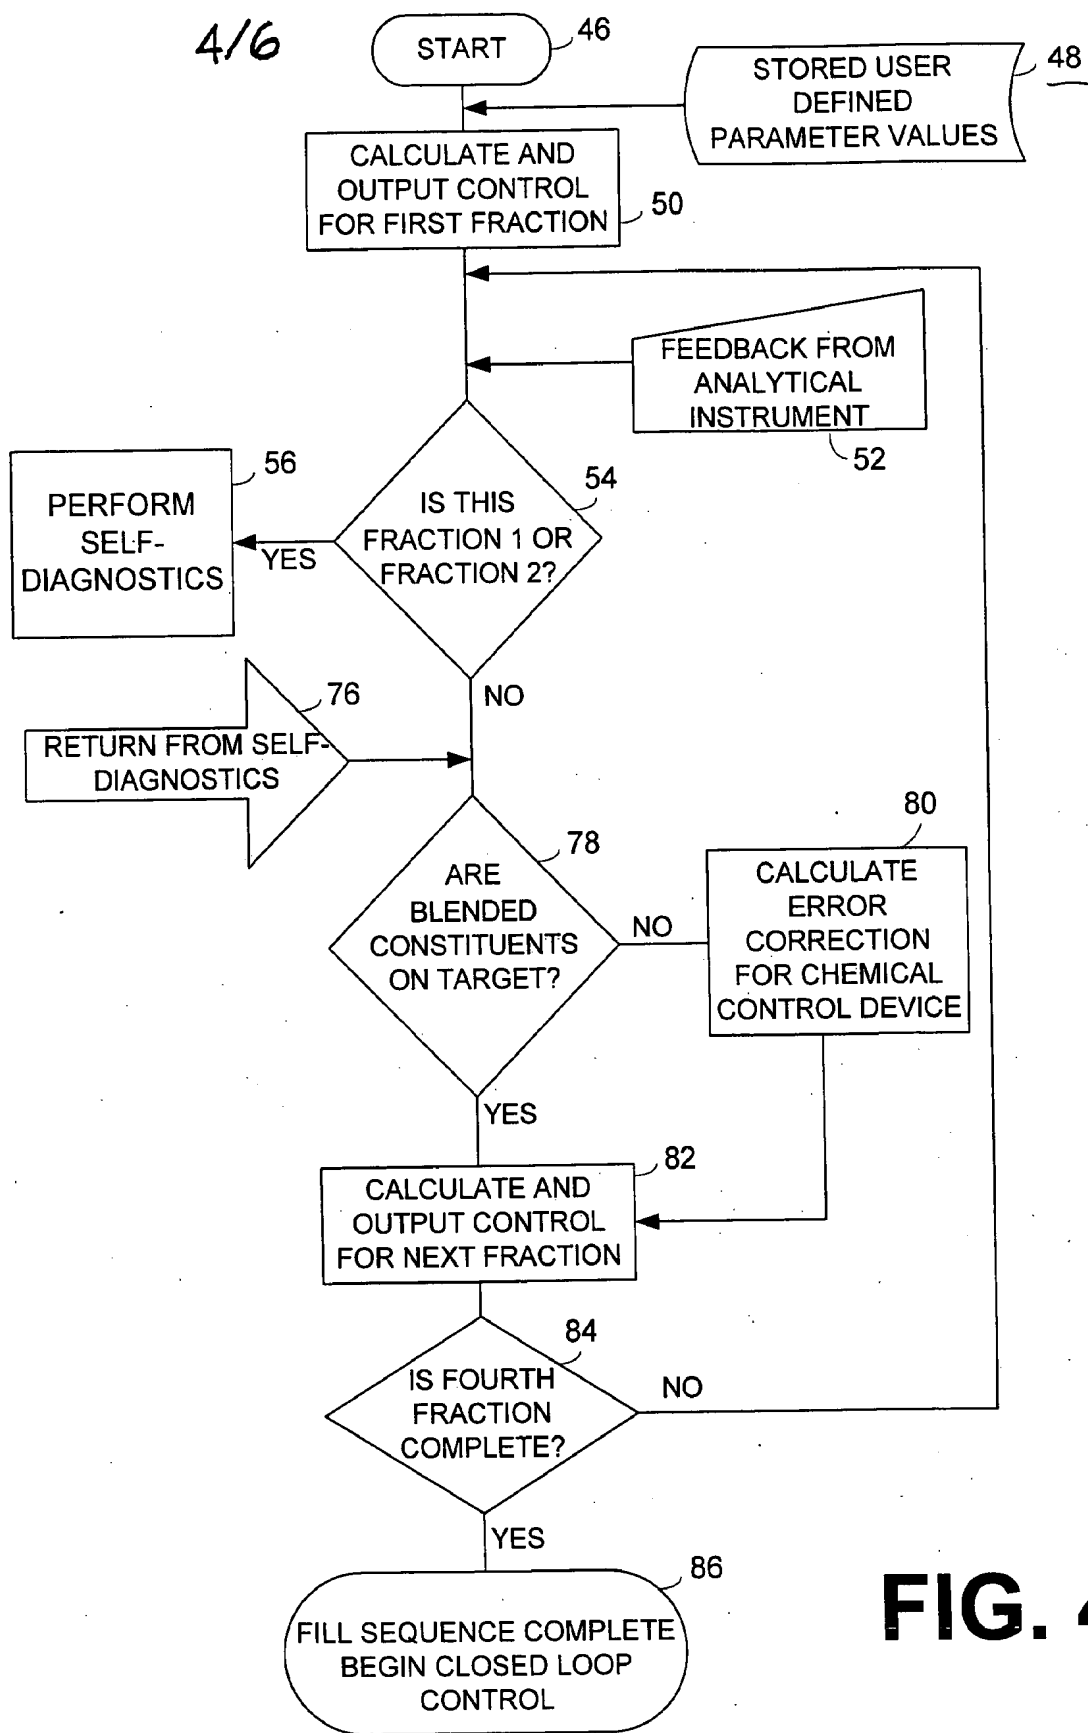 4/6
START
46
STORED USER
DEFINED
PARAMETER VALUES
48
CALCULATE AND
OUTPUT CONTROL
FOR FIRST FRACTION
50
FEEDBACK FROM
ANALYTICAL
INSTRUMENT
52
IS THIS
FRACTION 1 OR
FRACTION 2?
54
YES
56
PERFORM
SELF-
DIAGNOSTICS
NO
76
RETURN FROM SELF-
DIAGNOSTICS
ARE
BLENDED
CONSTITUENTS
ON TARGET?
78
NO
80
CALCULATE
ERROR
CORRECTION
FOR CHEMICAL
CONTROL DEVICE
YES
82
CALCULATE AND
OUTPUT CONTROL
FOR NEXT FRACTION
84
IS FOURTH
FRACTION
COMPLETE?
NO
YES
86
FILL SEQUENCE COMPLETE
BEGIN CLOSED LOOP
CONTROL
FIG. 4